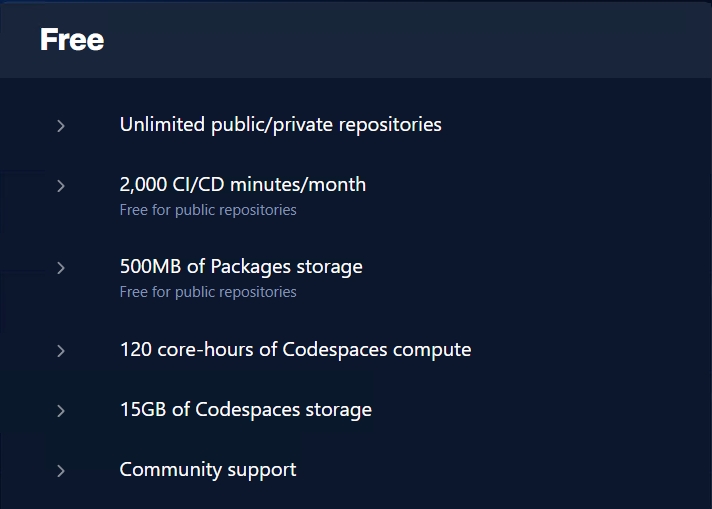 Free
Unlimited public/private repositories
2,000 CI/CD minutes/month
Free for public repositories
500MB of Packages storage
Free for public repositories
120 core-hours of Codespaces compute
15GB of Codespaces storage
Community support